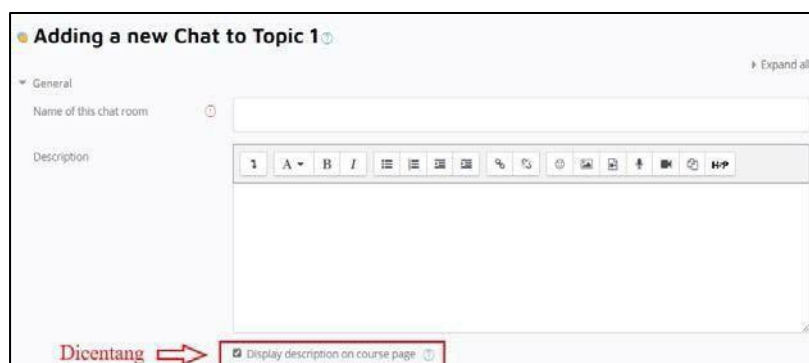 Adding a new Chat to Topic 1
Expand all
General
Name of this chat room
Description
A B I H-P
Dicentang Display description on course page